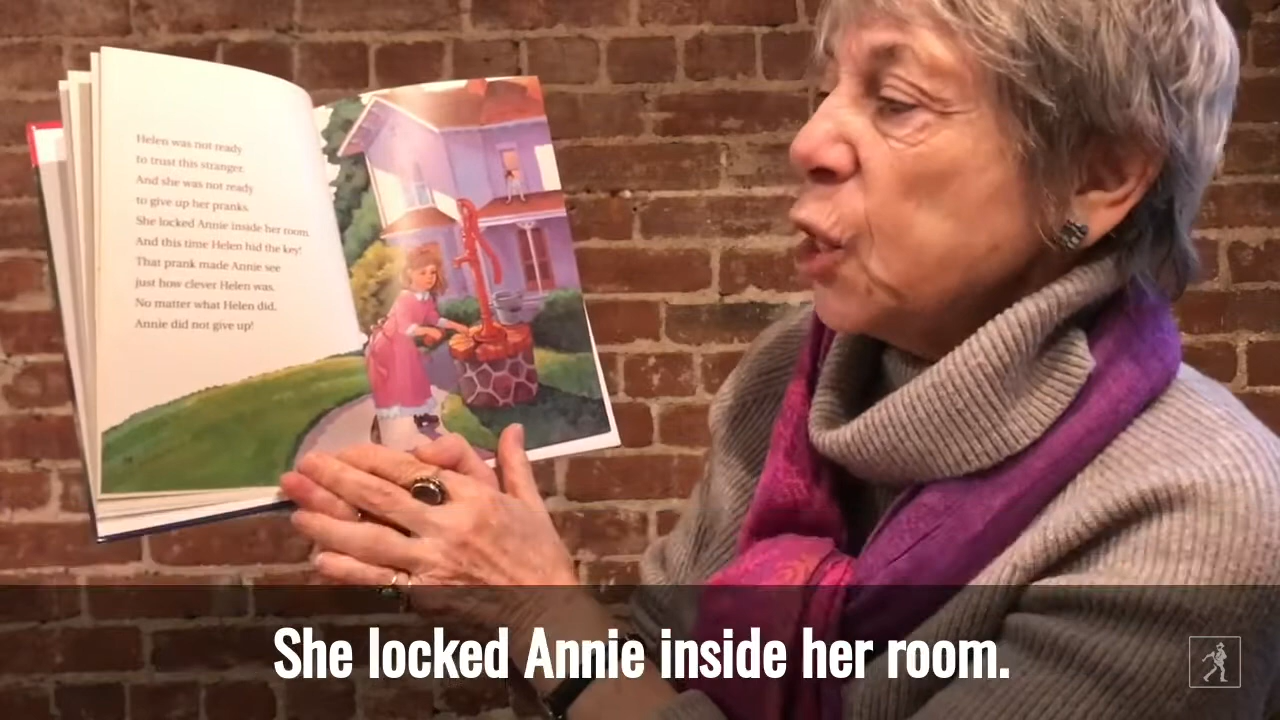 Helen was not ready
to trust this stranger.
And she was not ready
to give up her pranks.
She locked Annie inside her room.
And this time Helen hid the key!
That prank made Annie see
just how clever Helen was.
No matter what Helen did,
Annie did not give up!
She locked Annie inside her room.